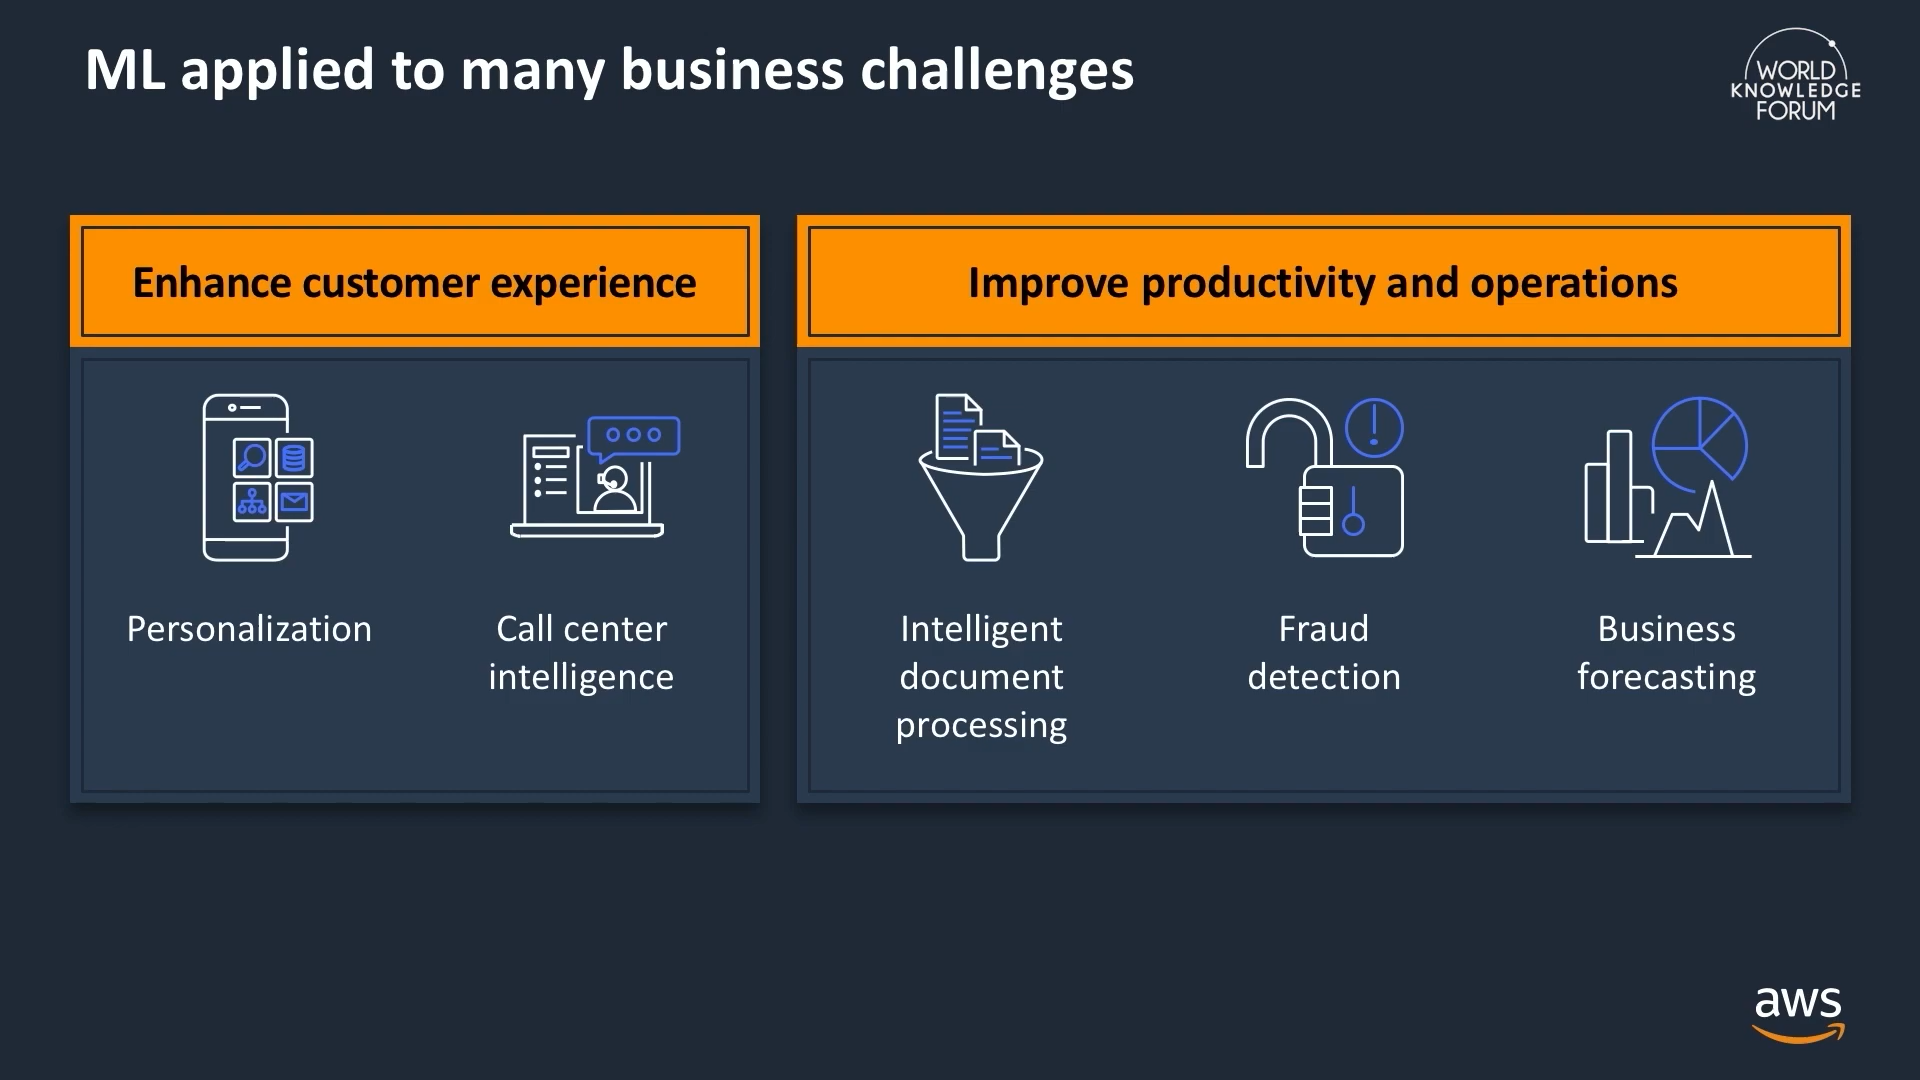 ML applied to many business challenges
WORLD
KNOWLEDGE
FORUM
Enhance customer experience
Improve productivity and operations
Personalization
Call center
intelligence
Intelligent
document
processing
Fraud
detection
Business
forecasting
aws